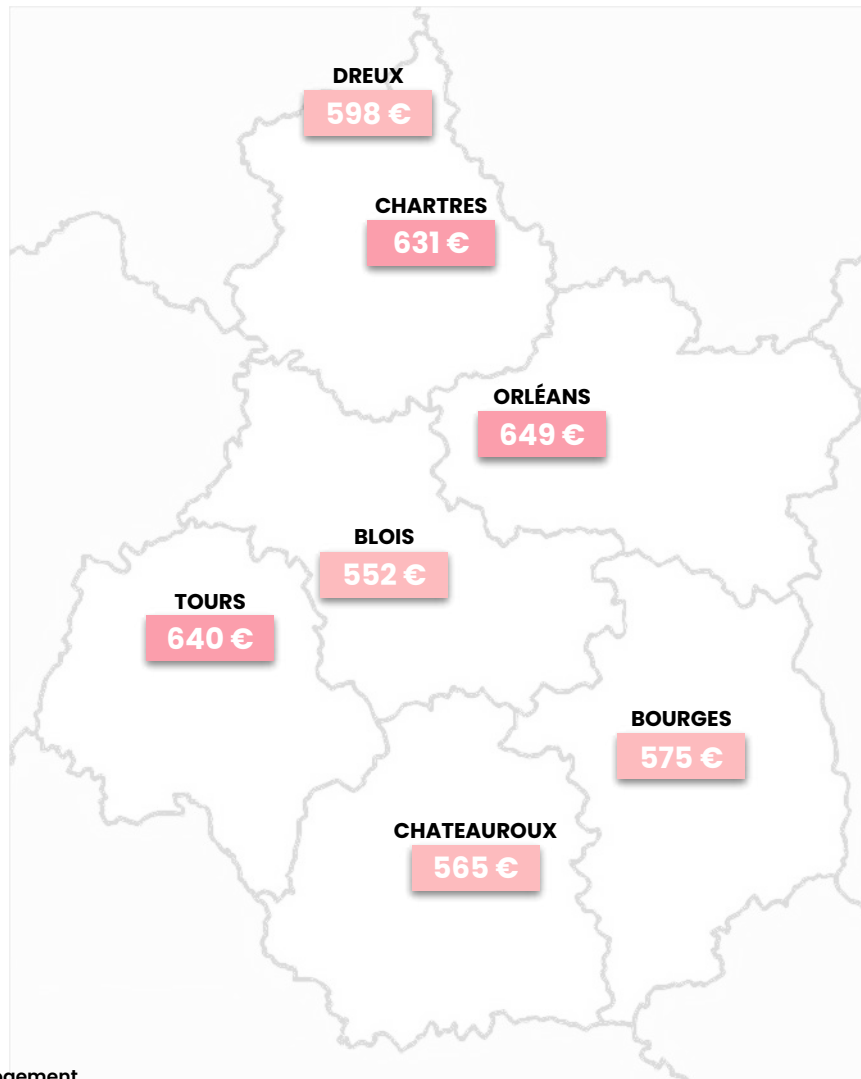 DREUX
598 €
CHARTRES
631 €
ORLÉANS
649 €
BLOIS
552 €
TOURS
640 €
BOURGES
575 €
CHATEAUROUX
565 €